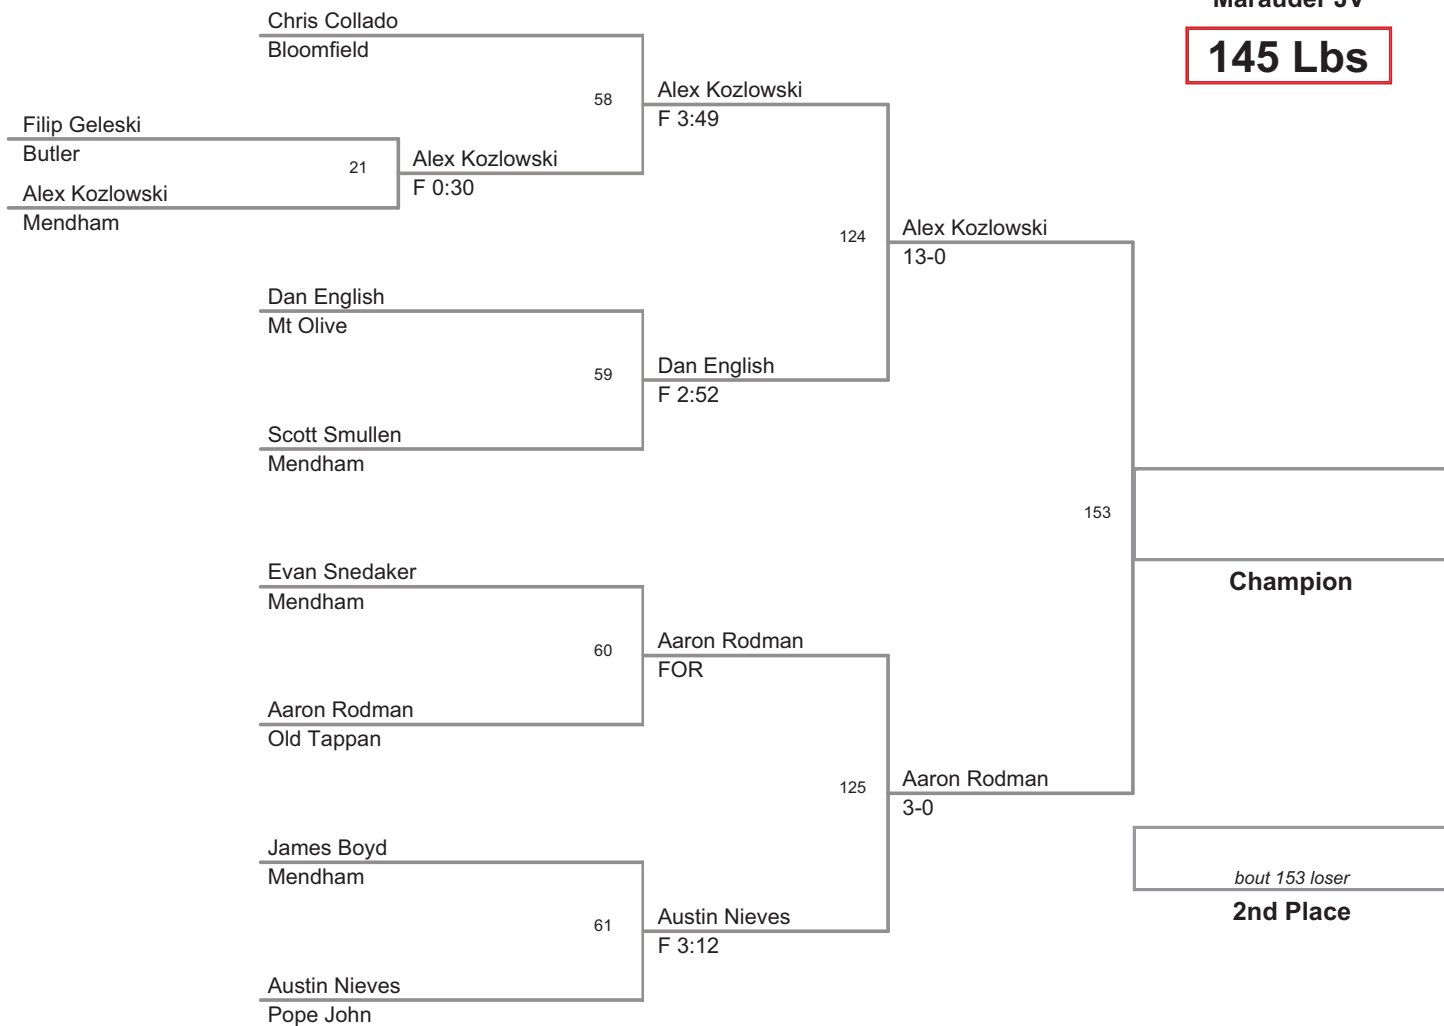 Marauder JV
145 Lbs
Chris Collado
Bloomfield
58
Alex Kozlowski
F 3:49
Filip Geleski
Butler
21
Alex Kozlowski
F 0:30
Alex Kozlowski
Mendham
124
Alex Kozlowski
13-0
Dan English
Mt Olive
59
Dan English
F 2:52
Scott Smullen
Mendham
153
Champion
Evan Snedaker
Mendham
60
Aaron Rodman
FOR
Aaron Rodman
Old Tappan
125
Aaron Rodman
3-0
James Boyd
Mendham
61
Austin Nieves
F 3:12
Austin Nieves
Pope John
bout 153 loser
2nd Place